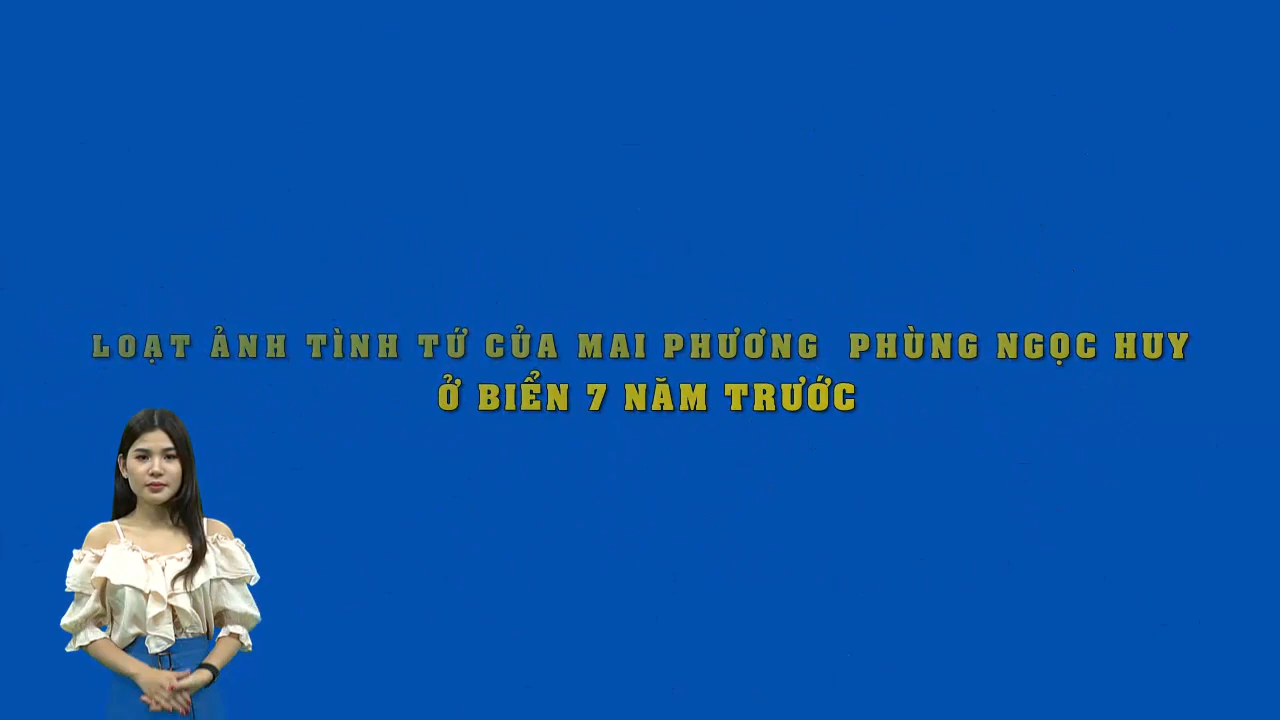 LOẠT ẢNH TÌNH TỨ CỦA MAI PHƯƠNG PHÙNG NGỌC HUY
Ở BIỂN 7 NĂM TRƯỚC